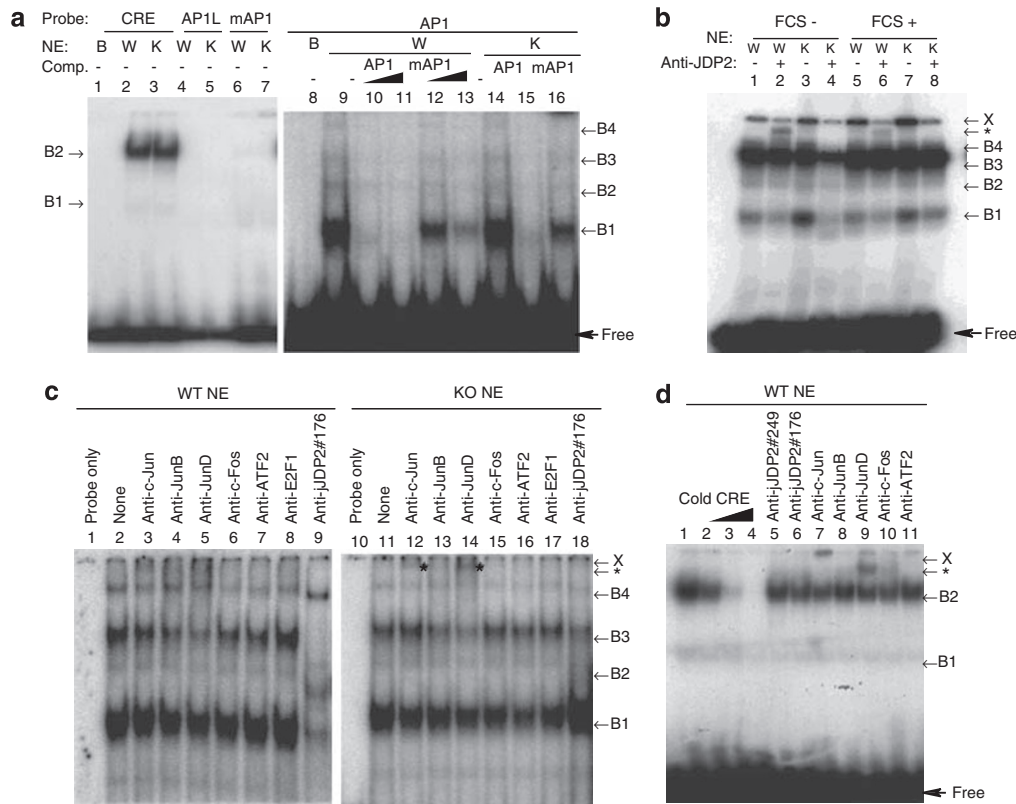 a
Probe: CRE AP1L mAP1
NE: B W K W K W K
Comp. - - - - - - -
1 2 3 4 5 6 7
B2 →
B1 →
AP1
B W K
AP1 mAP1 AP1 mAP1
- - -
8 9 10 11 12 13 14 15 16
←B4
←B3
←B2
←B1
Free
b
FCS - FCS +
NE: W W K K W W K K
Anti-JDP2: - + - + - + - +
1 2 3 4 5 6 7 8
← X
← *
← B4
← B3
← B2
← B1
Free
c
WT NE
Probe only
None
Anti-c-Jun
Anti-JunB
Anti-JunD
Anti-c-Fos
Anti-ATF2
Anti-E2F1
Anti-jJDP2#176
1 2 3 4 5 6 7 8 9
KO NE
Probe only
None
Anti-c-Jun
Anti-JunB
Anti-JunD
Anti-c-Fos
Anti-ATF2
Anti-E2F1
Anti-jJDP2#176
10 11 12 13 14 15 16 17 18
* *
← X
← *
←B4
←B3
←B2
←B1
d
WT NE
Cold CRE
Anti-jJDP2#249
Anti-jJDP2#176
Anti-c-Jun
Anti-JunB
Anti-JunD
Anti-c-Fos
Anti-ATF2
1 2 3 4 5 6 7 8 9 10 11
← X
← *
←B2
←B1
Free